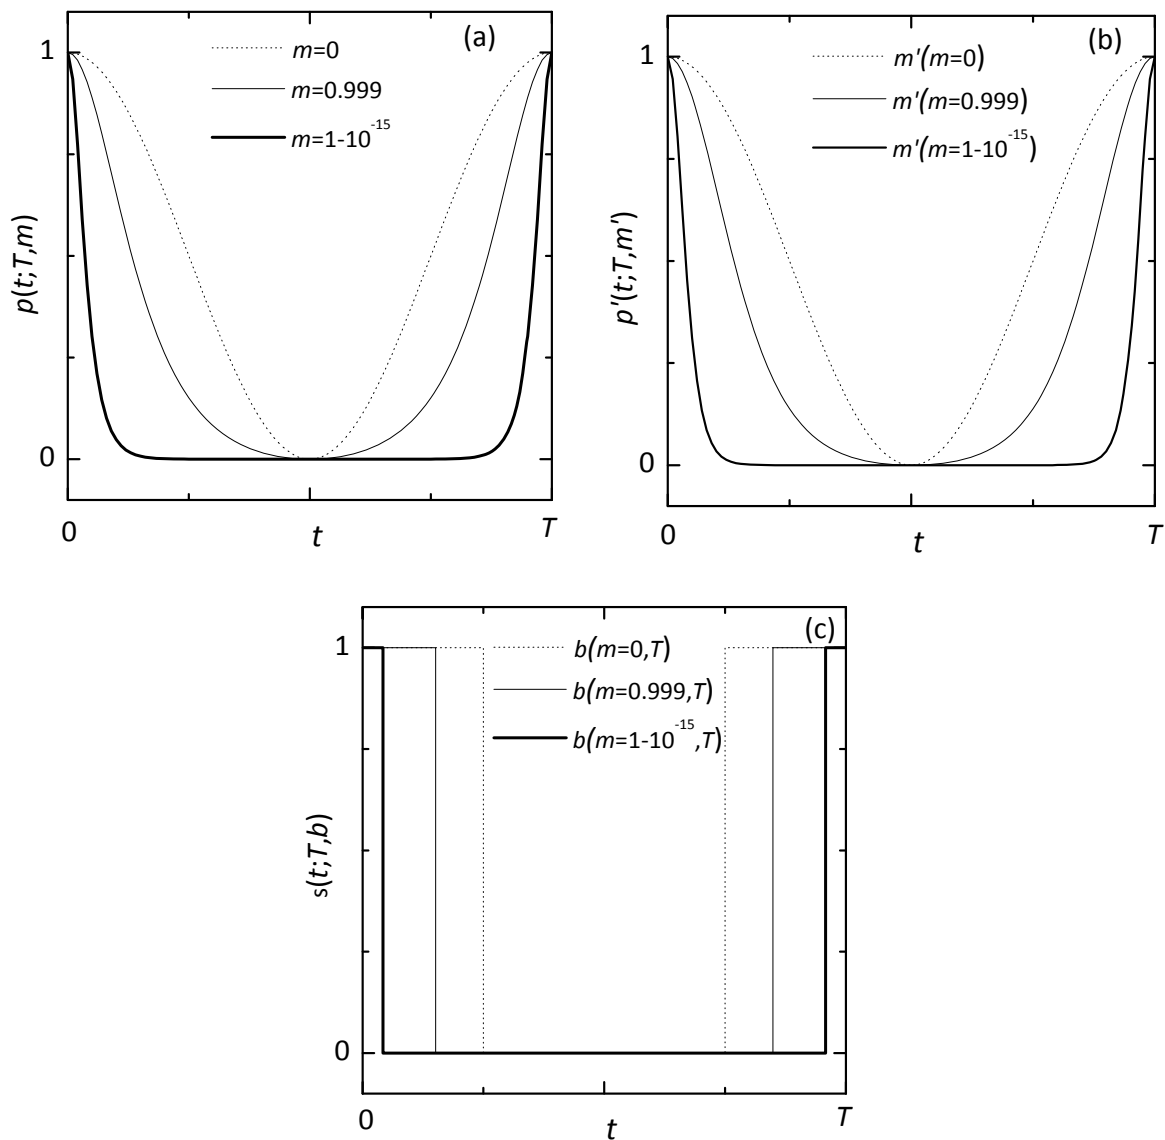 (a)
m=0
m=0.999
m=1-10^-15
1
0
p(t;T,m)
0
t
T
(b)
m'(m=0)
m'(m=0.999)
m'(m=1-10^-15)
1
0
p'(t;T,m')
0
t
T
(c)
b(m=0,T)
b(m=0.999,T)
b(m=1-10^-15,T)
1
0
s(t;T,b)
0
t
T